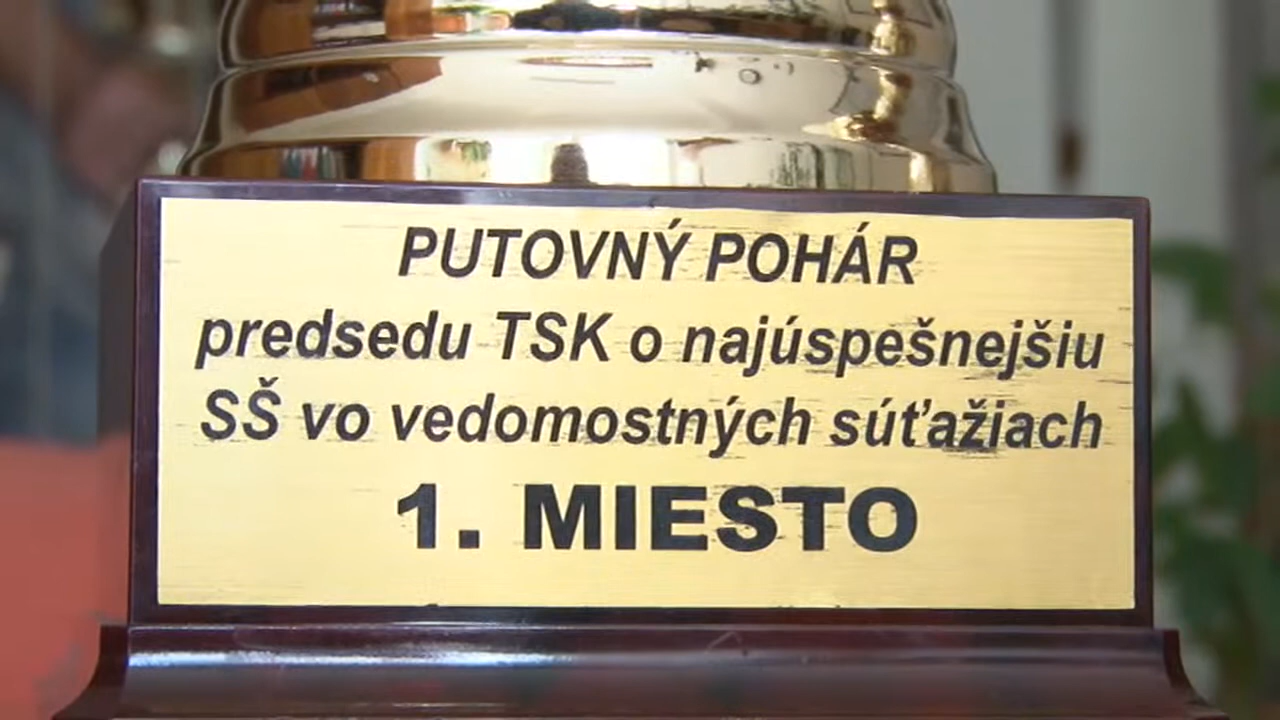 PUTOVNÝ POHÁR
predsedu TSK o najúspešnejšiu
SŠ vo vedomostných súťažiach
1. MIESTO